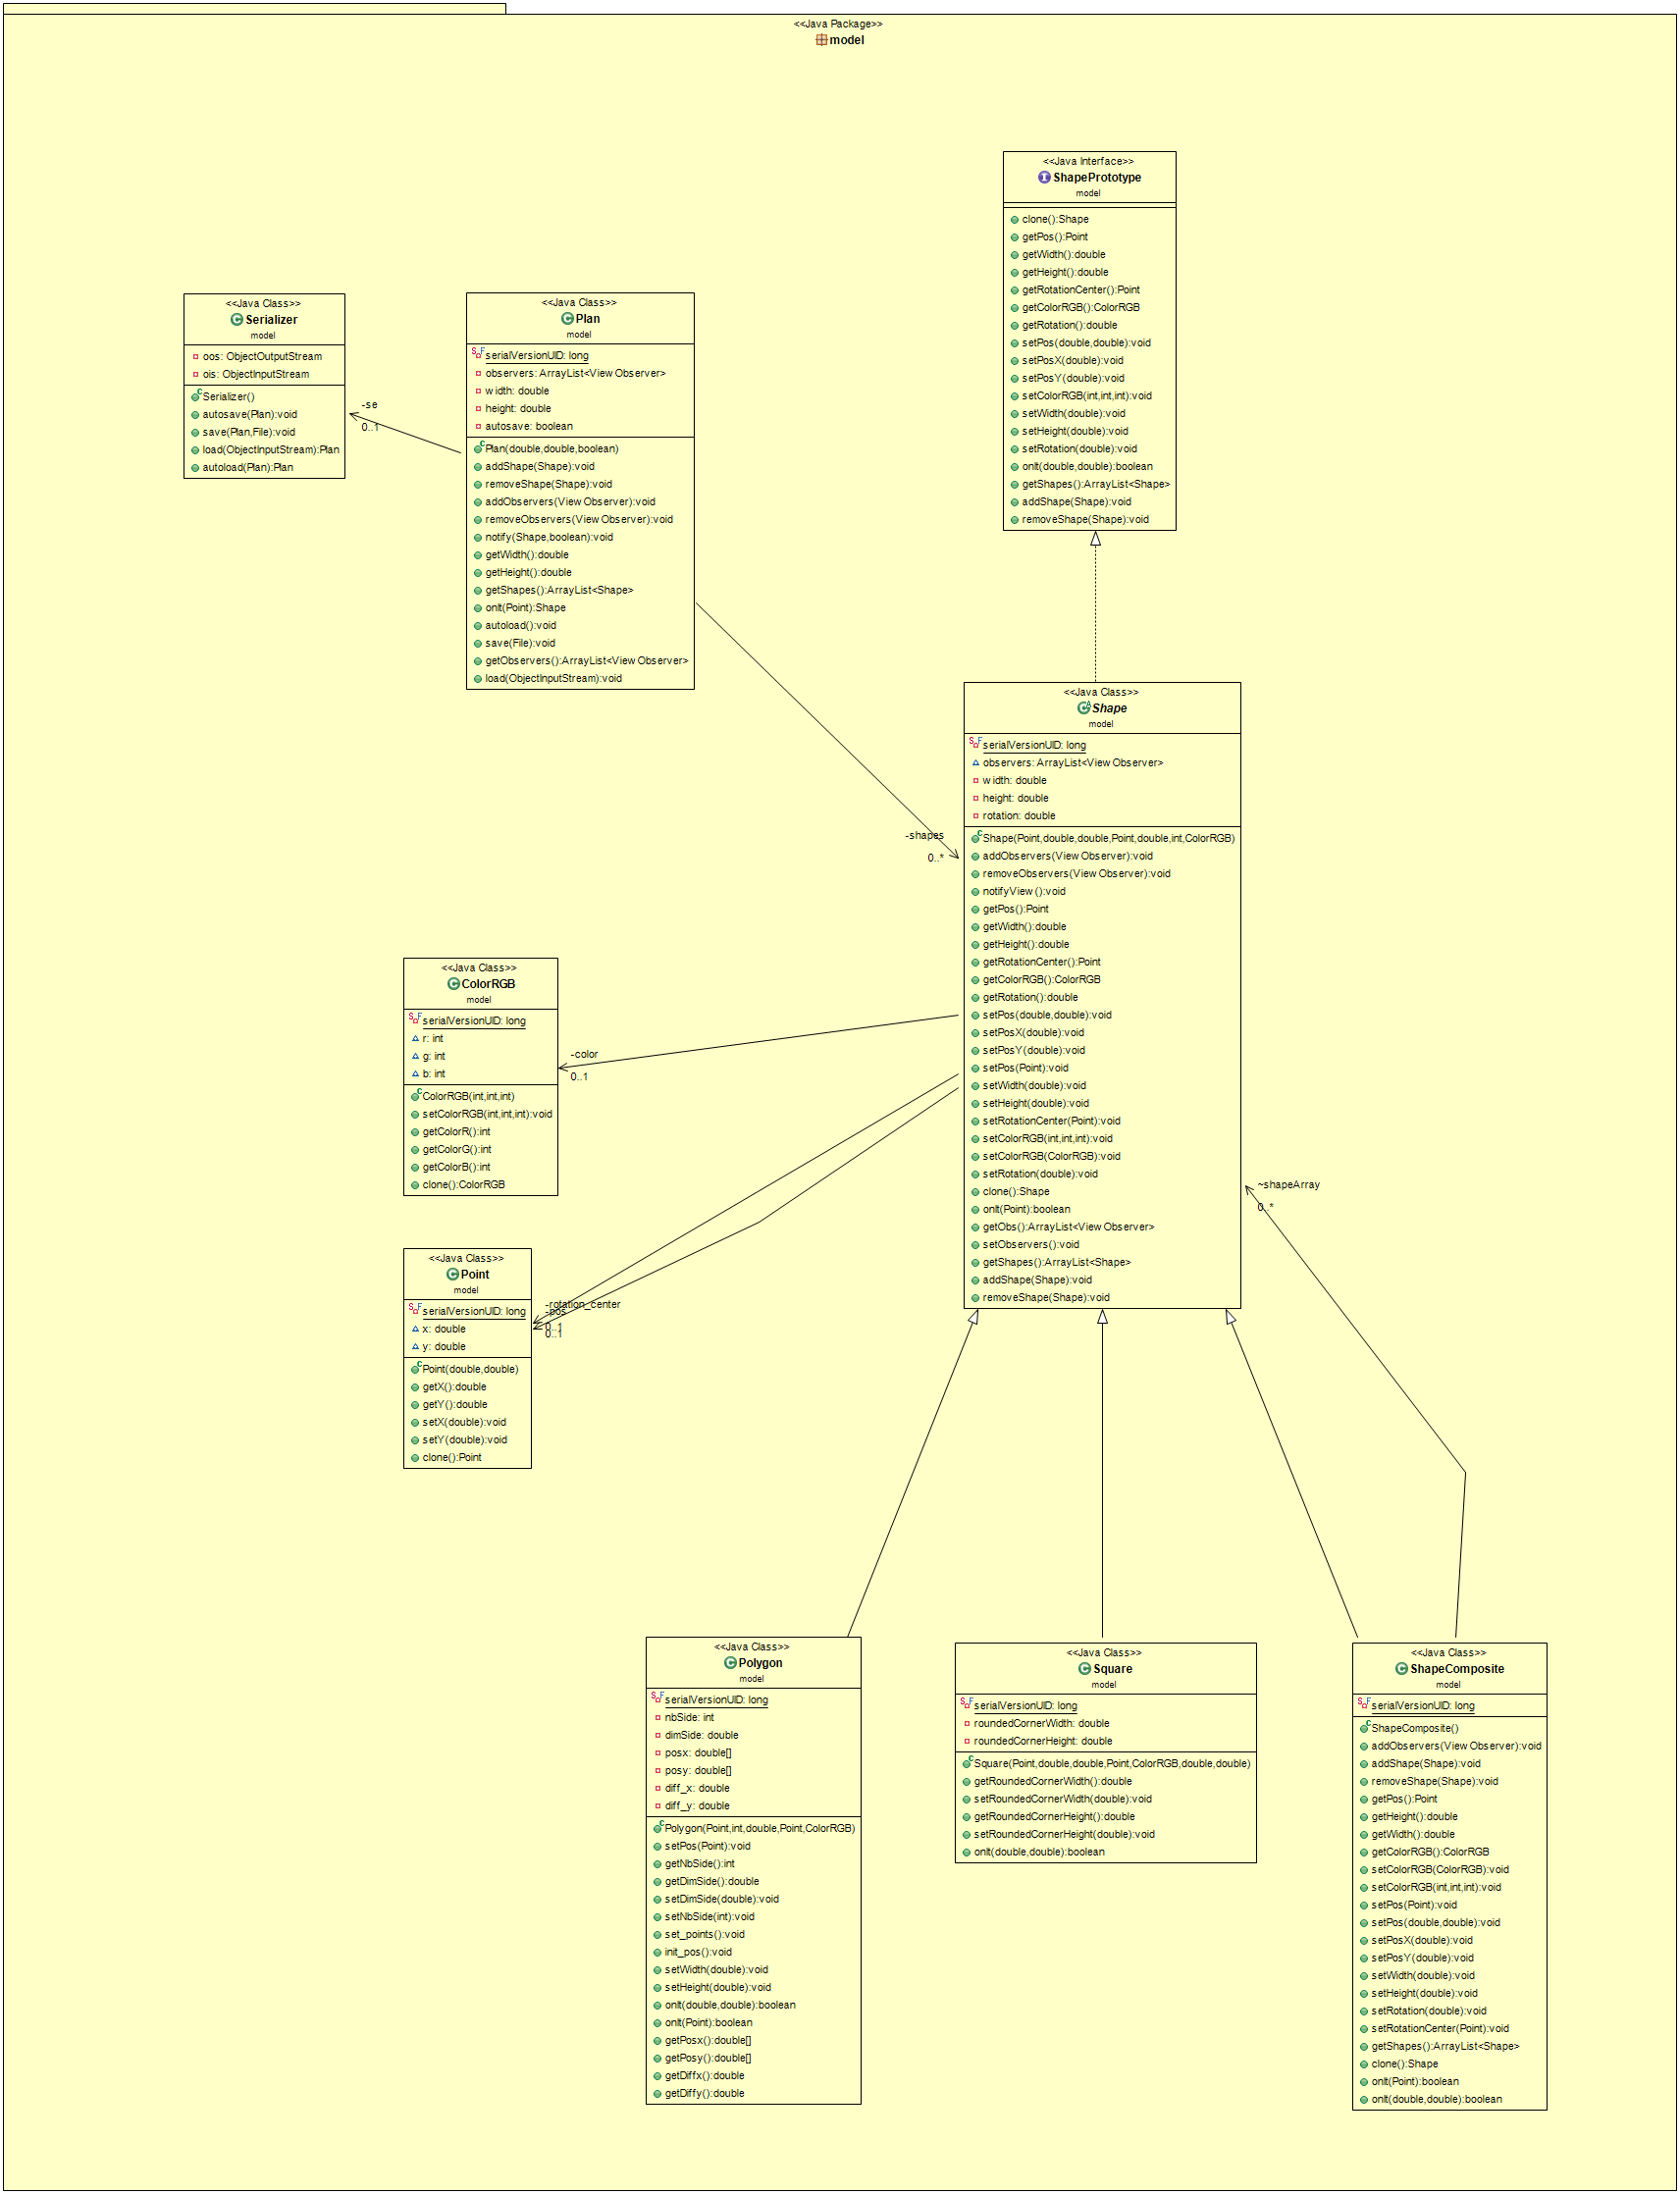 <<Java Package>>
model
<<Java Interface>>
ShapePrototype
model
clone():Shape
getPos():Point
getWidth():double
getHeight():double
getRotationCenter():Point
getColorRGB():ColorRGB
getRotation():double
setPos(double,double):void
setPosX(double):void
setPosY(double):void
setColorRGB(int,int,int):void
setWidth(double):void
setHeight(double):void
setRotation(double):void
onIt(double,double):boolean
getShapes():ArrayList<Shape>
addShape(Shape):void
removeShape(Shape):void
<<Java Class>>
Serializer
model
oos: ObjectOutputStream
ois: ObjectInputStream
Serializer()
autosave(Plan):void
save(Plan,File):void
load(ObjectInputStream):Plan
autoload(Plan):Plan
-se
0..1
<<Java Class>>
Plan
model
serialVersionUID: long
observers: ArrayList<View Observer>
width: double
height: double
autosave: boolean
Plan(double,double,boolean)
addShape(Shape):void
removeShape(Shape):void
addObservers(View Observer):void
removeObservers(View Observer):void
notify(Shape,boolean):void
getWidth():double
getHeight():double
getShapes():ArrayList<Shape>
onIt(Point):Shape
autoload():void
save(File):void
getObservers():ArrayList<View Observer>
load(ObjectInputStream):void
-shapes
0..*
<<Java Class>>
Shape
model
serialVersionUID: long
observers: ArrayList<View Observer>
width: double
height: double
rotation: double
Shape(Point,double,double,Point,double,int,ColorRGB)
addObservers(View Observer):void
removeObservers(View Observer):void
notifyView ():void
getPos():Point
getWidth():double
getHeight():double
getRotationCenter():Point
getColorRGB():ColorRGB
getRotation():double
setPos(double,double):void
setPosX(double):void
setPosY(double):void
setPos(Point):void
setWidth(double):void
setHeight(double):void
setRotationCenter(Point):void
setColorRGB(int,int,int):void
setColorRGB(ColorRGB):void
setRotation(double):void
clone():Shape
onIt(Point):boolean
getObs():ArrayList<View Observer>
setObservers():void
getShapes():ArrayList<Shape>
addShape(Shape):void
removeShape(Shape):void
<<Java Class>>
ColorRGB
model
serialVersionUID: long
r: int
g: int
b: int
ColorRGB(int,int,int)
setColorRGB(int,int,int):void
getColorR():int
getColorG():int
getColorB():int
clone():ColorRGB
-color
0..1
<<Java Class>>
Point
model
serialVersionUID: long
x: double
y: double
Point(double,double)
getX():double
getY():double
setX(double):void
setY(double):void
clone():Point
-rotation_center
-pos
0..1
0..1
~shapeArray
0..*
<<Java Class>>
Polygon
model
serialVersionUID: long
nbSide: int
dimSide: double
posx: double[]
posy: double[]
diff_x: double
diff_y: double
Polygon(Point,int,double,Point,ColorRGB)
setPos(Point):void
getNbSide():int
getDimSide():double
setDimSide(double):void
setNbSide(int):void
set_points():void
init_pos():void
setWidth(double):void
setHeight(double):void
onIt(double,double):boolean
onIt(Point):boolean
getPosx():double[]
getPosy():double[]
getDiffx():double
getDiffy():double
<<Java Class>>
Square
model
serialVersionUID: long
roundedCornerWidth: double
roundedCornerHeight: double
Square(Point,double,double,Point,ColorRGB,double,double)
getRoundedCornerWidth():double
setRoundedCornerWidth(double):void
getRoundedCornerHeight():double
setRoundedCornerHeight(double):void
onIt(double,double):boolean
<<Java Class>>
ShapeComposite
model
serialVersionUID: long
ShapeComposite()
addObservers(View Observer):void
addShape(Shape):void
removeShape(Shape):void
getPos():Point
getHeight():double
getWidth():double
getColorRGB():ColorRGB
setColorRGB(ColorRGB):void
setColorRGB(int,int,int):void
setPos(Point):void
setPos(double,double):void
setPosX(double):void
setPosY(double):void
setWidth(double):void
setHeight(double):void
setRotation(double):void
setRotationCenter(Point):void
getShapes():ArrayList<Shape>
clone():Shape
onIt(Point):boolean
onIt(double,double):boolean